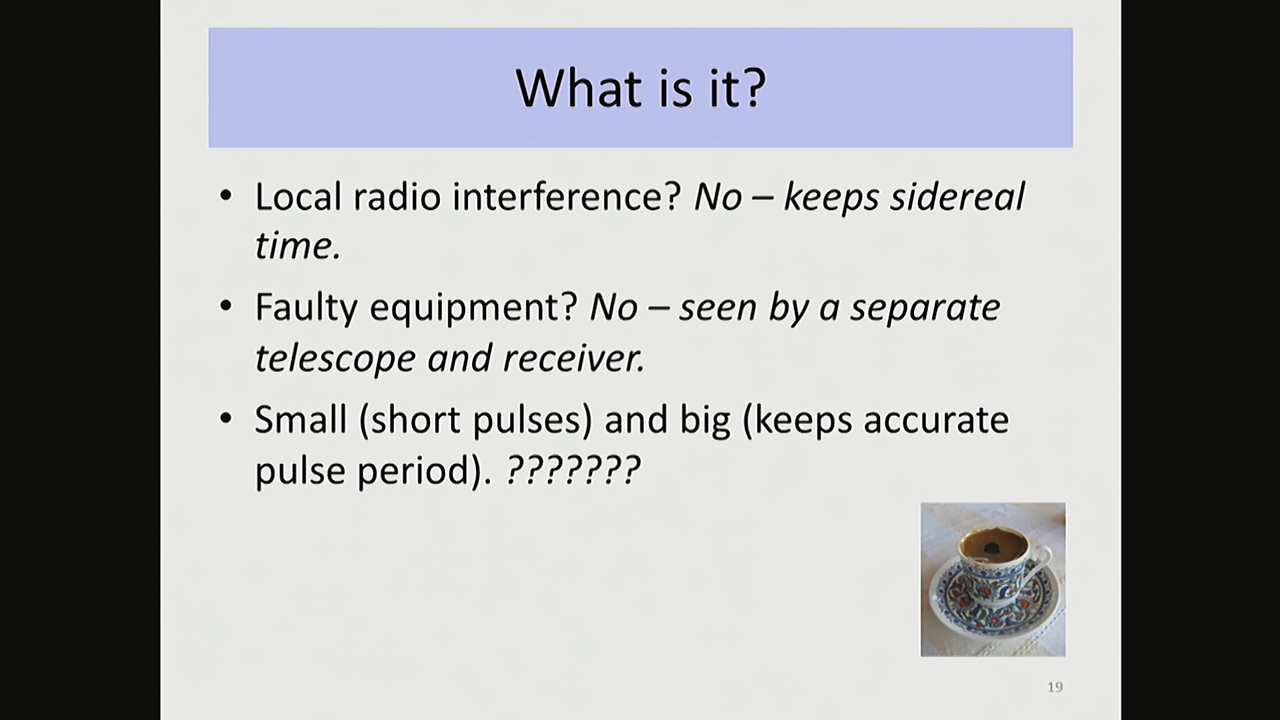 What is it?
• Local radio interference? No – keeps sidereal
time.
• Faulty equipment? No – seen by a separate
telescope and receiver.
• Small (short pulses) and big (keeps accurate
pulse period). ???????
19